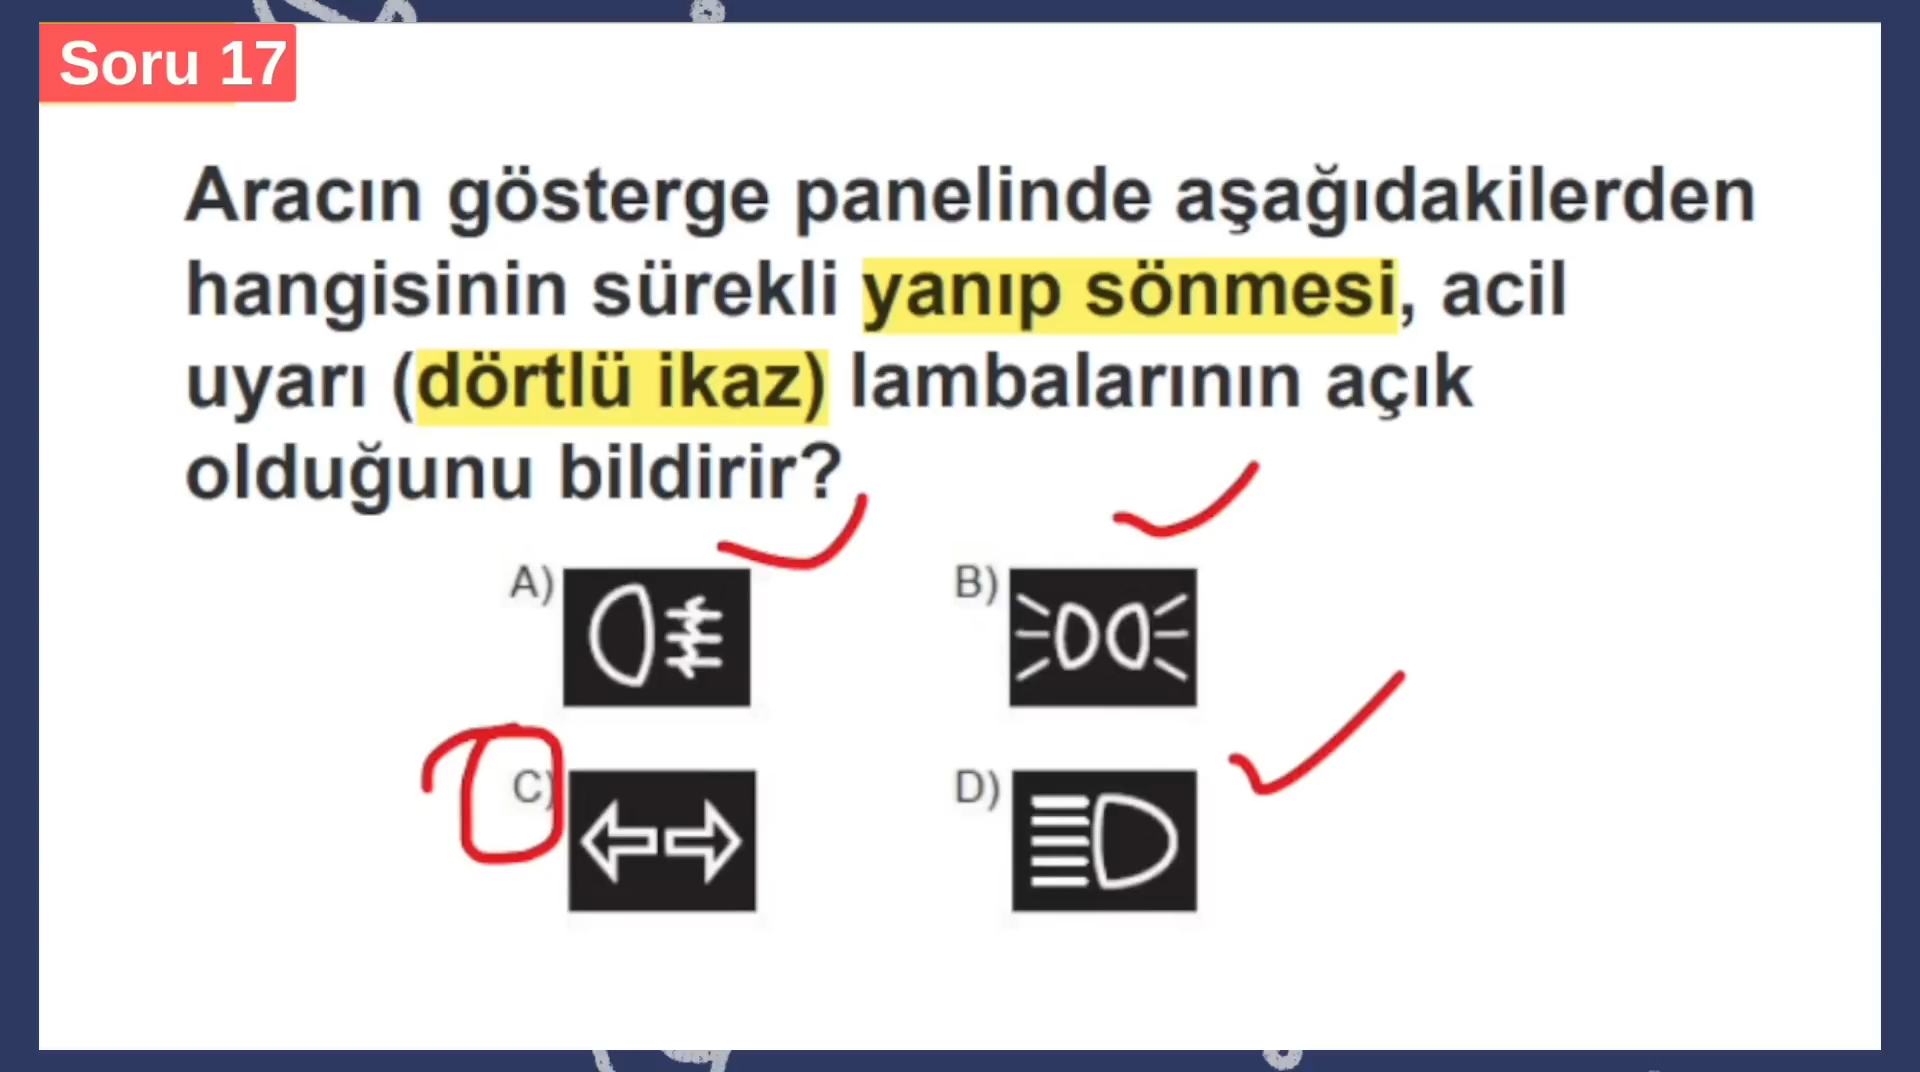 Soru 17
Aracın gösterge panelinde aşağıdakilerden
hangisinin sürekli yanıp sönmesi, acil
uyarı (dörtlü ikaz) lambalarının açık
olduğunu bildirir?
A) B)
C) D)